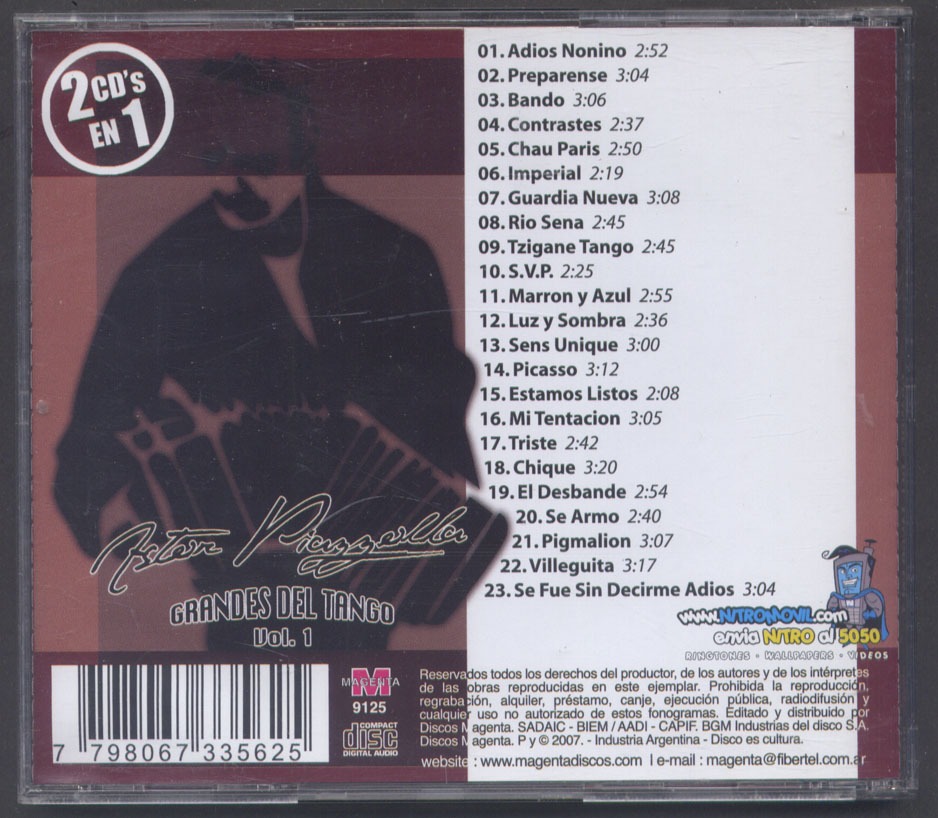 2 CD'S
EN 1
01. Adios Nonino 2:52
02. Preparense 3:04
03. Bando 3:06
04. Contrastes 2:37
05. Chau Paris 2:50
06. Imperial 2:19
07. Guardia Nueva 3:08
08. Rio Sena 2:45
09. Tzigane Tango 2:45
10. S.V.P. 2:25
11. Marron y Azul 2:55
12. Luz y Sombra 2:36
13. Sens Unique 3:00
14. Picasso 3:12
15. Estamos Listos 2:08
16. Mi Tentacion 3:05
17. Triste 2:42
18. Chique 3:20
19. El Desbande 2:54
20. Se Armo 2:40
21. Pigmalion 3:07
22. Villeguita 3:17
23. Se Fue Sin Decirme Adios 3:04
Astor Piazzolla
GRANDES DEL TANGO
Vol. 1
www.NITROMOVIL.com
envia NITRO al 5050
RINGTONES - WALLPAPERS - VIDEOS
7 798067 335625
M
MAGENTA
9125
COMPACT
disc
DIGITAL AUDIO
Reservados todos los derechos del productor, de los autores y de los intérpretes
de las obras reproducidas en este ejemplar. Prohibida la reproducción,
regrabación, alquiler, préstamo, canje, ejecución pública, radiodifusión y
cualquier uso no autorizado de estos fonogramas. Editado y distribuido por
Discos Magenta. SADAIC - BIEM / AADI - CAPIF. BGM Industrias del disco S.A.
Discos Magenta. P y © 2007. - Industria Argentina - Disco es cultura.
website : www.magentadiscos.com I e-mail : magenta@fibertel.com.ar